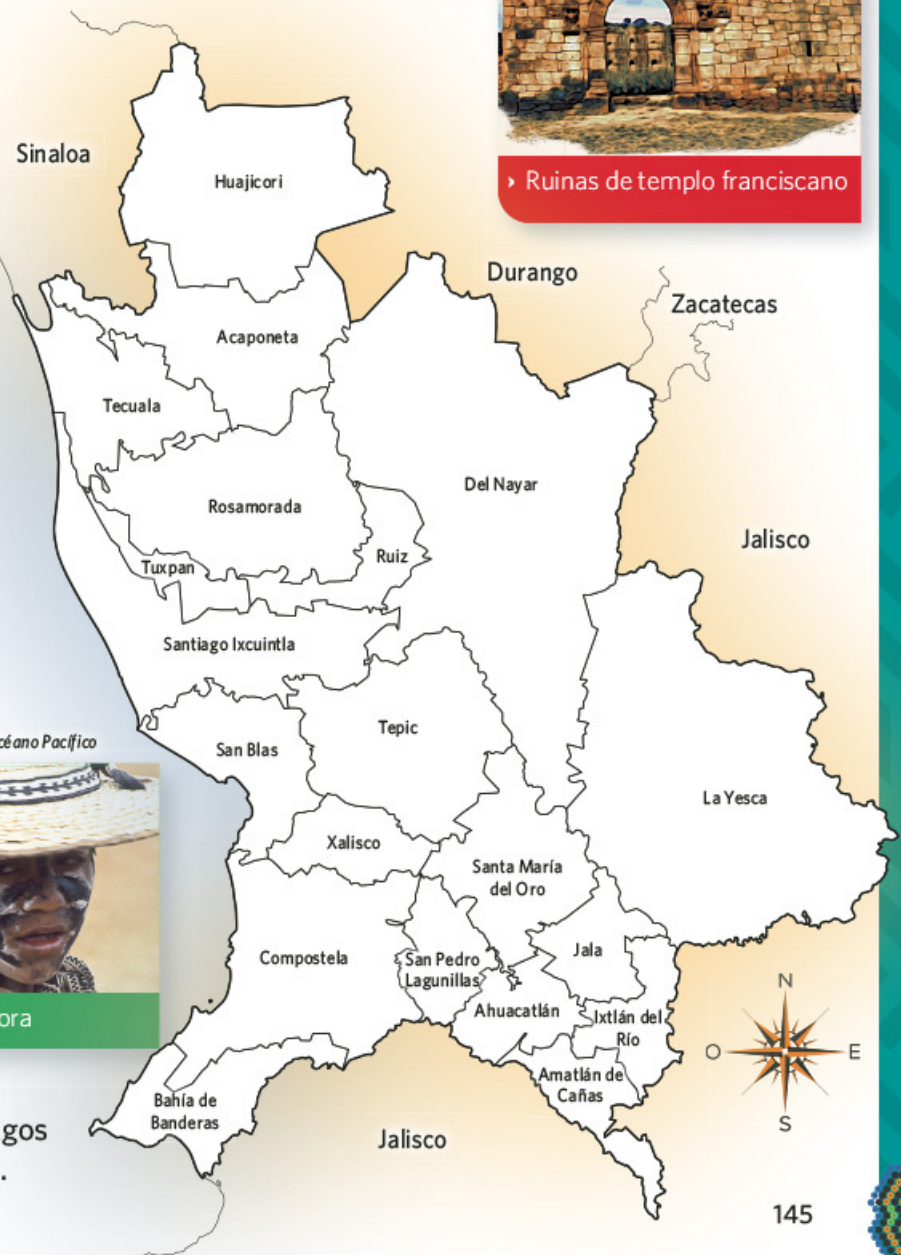 › Ruinas de templo franciscano
Sinaloa
Huajicori
Durango
Zacatecas
Acaponeta
Tecuala
Del Nayar
Rosamorada
Jalisco
Ruiz
Tuxpan
Santiago Ixcuintla
Tepic
céano Pacífico
San Blas
La Yesca
Xalisco
Santa María
del Oro
Compostela
Jala
San Pedro
Lagunillas
Ahuacatlán
Ixtlán del
Río
N
O
E
S
ora
Amatlán de
Cañas
Bahía de
Banderas
gos
.
Jalisco
145